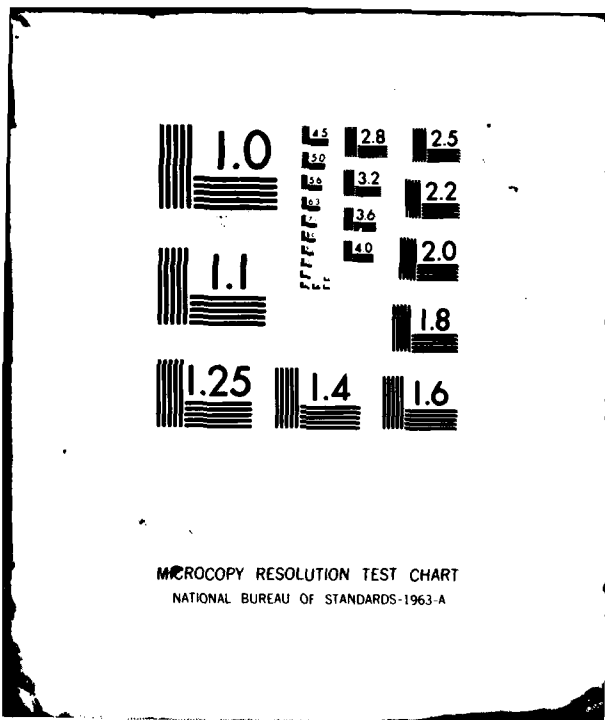 1.0
4.5 2.8 2.5
5.0
5.6 3.2 2.2
6.3
3.6
1.1 4.0 2.0
1.8
1.25 1.4 1.6
MICROCOPY RESOLUTION TEST CHART
NATIONAL BUREAU OF STANDARDS-1963-A